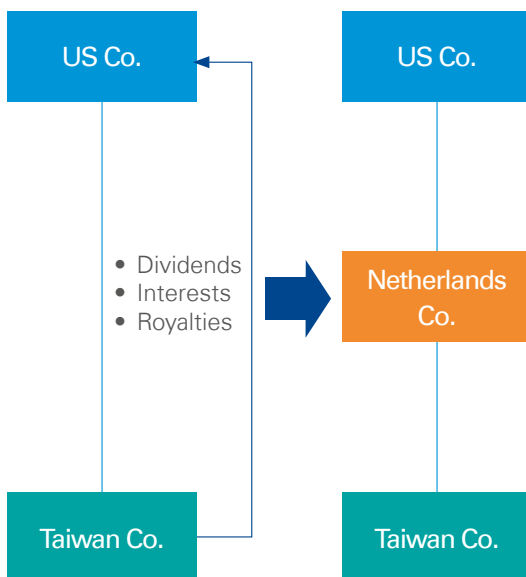 US Co.
• Dividends
• Interests
• Royalties
Taiwan Co.
US Co.
Netherlands
Co.
Taiwan Co.